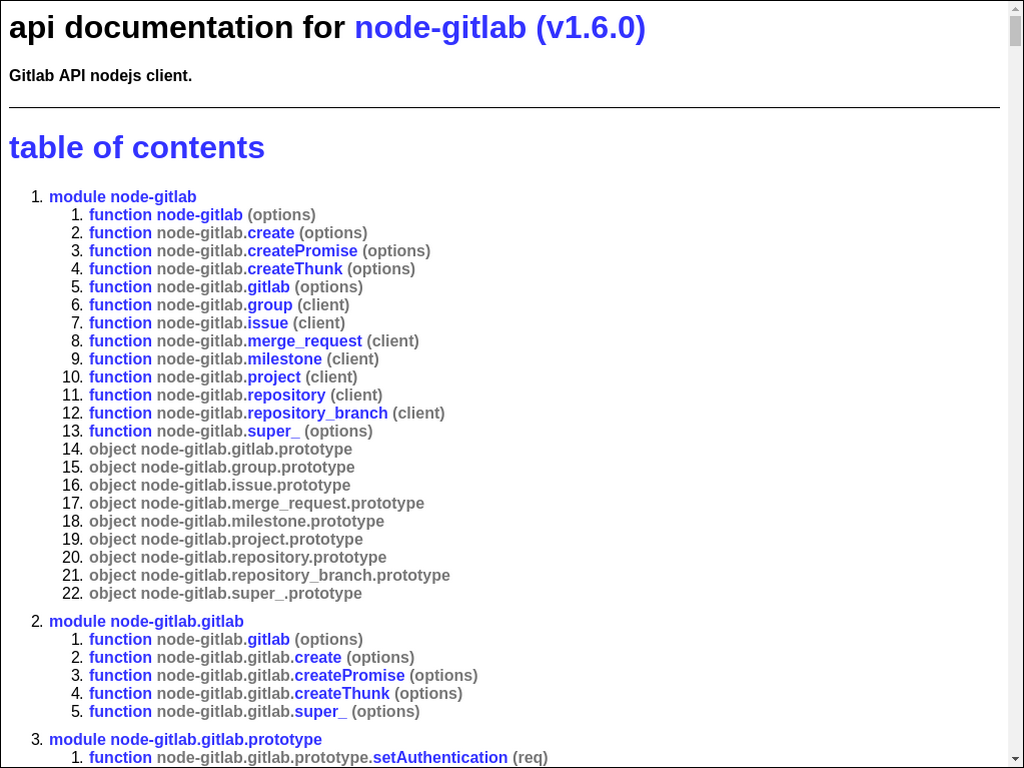 api documentation for node-gitlab (v1.6.0)
Gitlab API nodejs client.
table of contents
1. module node-gitlab
1. function node-gitlab (options)
2. function node-gitlab.create (options)
3. function node-gitlab.createPromise (options)
4. function node-gitlab.createThunk (options)
5. function node-gitlab.gitlab (options)
6. function node-gitlab.group (client)
7. function node-gitlab.issue (client)
8. function node-gitlab.merge_request (client)
9. function node-gitlab.milestone (client)
10. function node-gitlab.project (client)
11. function node-gitlab.repository (client)
12. function node-gitlab.repository_branch (client)
13. function node-gitlab.super_ (options)
14. object node-gitlab.gitlab.prototype
15. object node-gitlab.group.prototype
16. object node-gitlab.issue.prototype
17. object node-gitlab.merge_request.prototype
18. object node-gitlab.milestone.prototype
19. object node-gitlab.project.prototype
20. object node-gitlab.repository.prototype
21. object node-gitlab.repository_branch.prototype
22. object node-gitlab.super_.prototype
2. module node-gitlab.gitlab
1. function node-gitlab.gitlab (options)
2. function node-gitlab.gitlab.create (options)
3. function node-gitlab.gitlab.createPromise (options)
4. function node-gitlab.gitlab.createThunk (options)
5. function node-gitlab.gitlab.super_ (options)
3. module node-gitlab.gitlab.prototype
1. function node-gitlab.gitlab.prototype.setAuthentication (req)